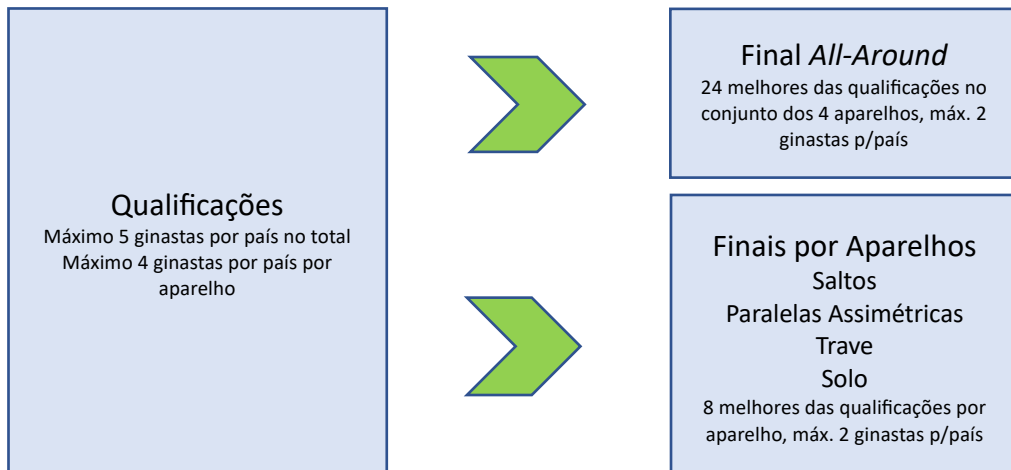 Qualificações
Máximo 5 ginastas por país no total
Máximo 4 ginastas por país por
aparelho
Final All-Around
24 melhores das qualificações no
conjunto dos 4 aparelhos, máx. 2
ginastas p/país
Finais por Aparelhos
Saltos
Paralelas Assimétricas
Trave
Solo
8 melhores das qualificações por
aparelho, máx. 2 ginastas p/país